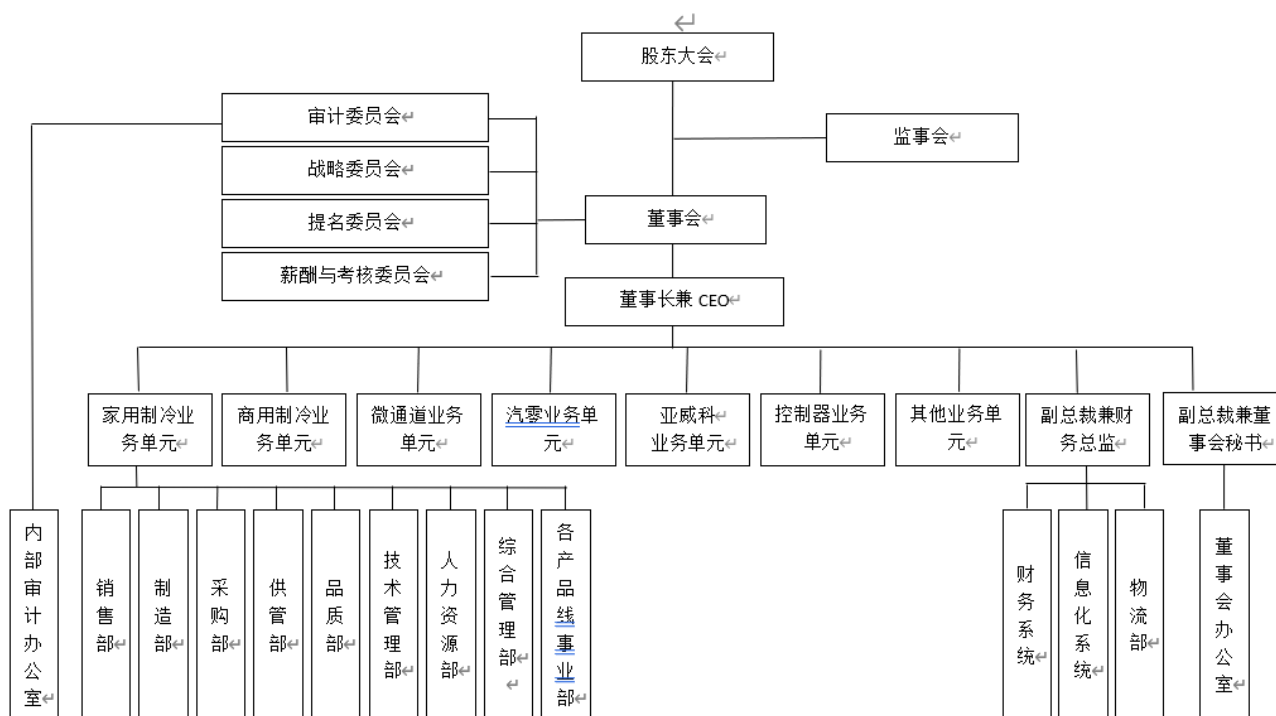 股东大会
审计委员会
监事会
战略委员会
提名委员会
董事会
薪酬与考核委员会
董事长兼 CEO
家用制冷业
务单元
商用制冷业
务单元
微通道业务
单元
汽零业务单
元
亚威科
业务单元
控制器业务
单元
其他业务单
元
副总裁兼财
务总监
副总裁兼董
事会秘书
内部审计办公室
销售部
制造部
采购部
供管部
品质部
技术管理部
人力资源部
综合管理部
各产品线事业部
财务系统
信息化系统
物流部
董事会办公室